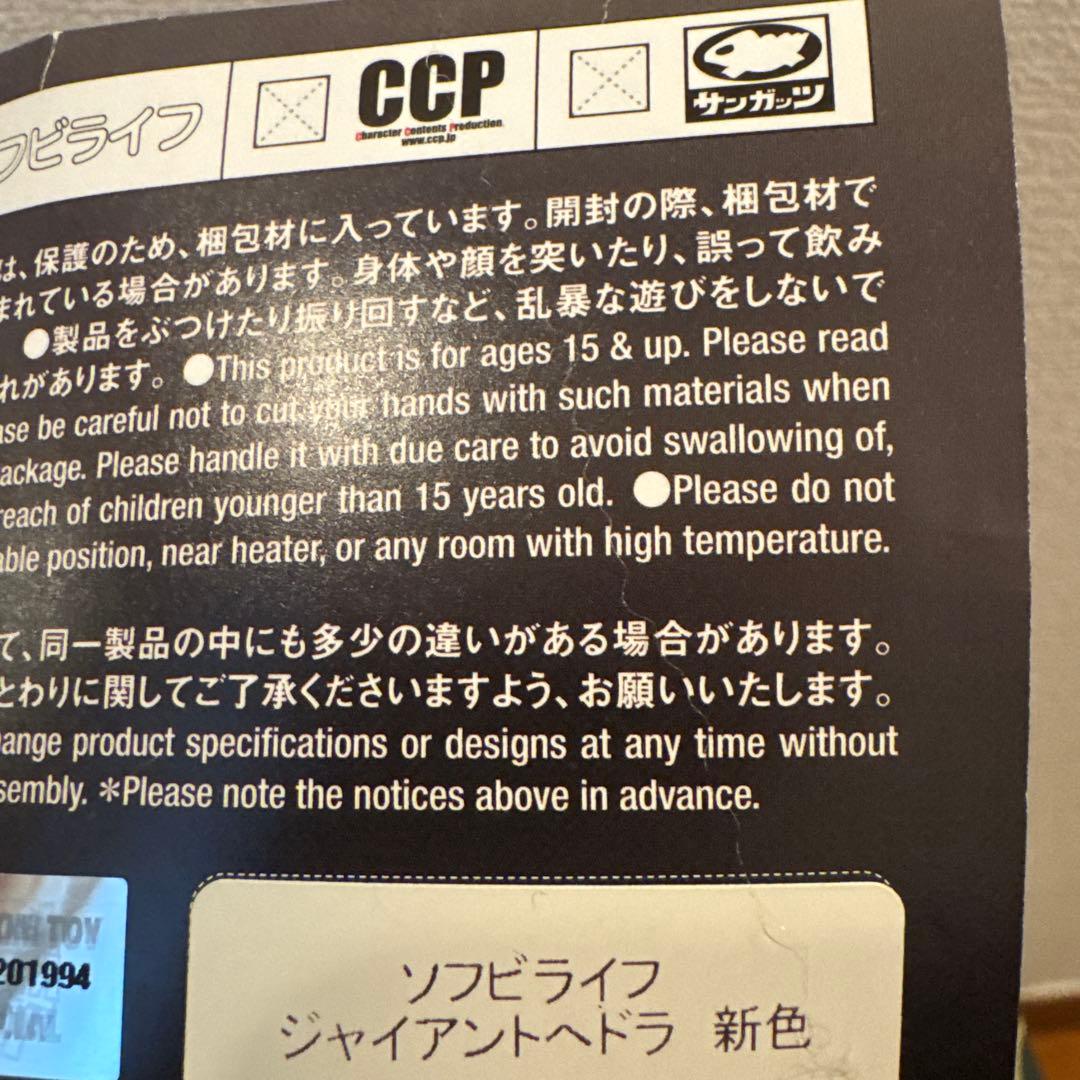 フビライフ
CCP
Character Contents Production.
www.ccp.jp
サンガッツ
は、保護のため、梱包材に入っています。開封の際、梱包材で
まれている場合があります。身体や顔を突いたり、誤って飲み
●製品をぶつけたり振り回すなど、乱暴な遊びをしないで
れがあります。●This product is for ages 15 & up. Please read
ase be careful not to cut your hands with such materials when
ackage. Please handle it with due care to avoid swallowing of,
reach of children younger than 15 years old. ●Please do not
able position, near heater, or any room with high temperature.
て、同一製品の中にも多少の違いがある場合があります。
とわりに関してご了承くださいますよう、お願いいたします。
ange product specifications or designs at any time without
sembly. *Please note the notices above in advance.
TOY
201994
ソフビライフ
ジャイアントヘドラ 新色